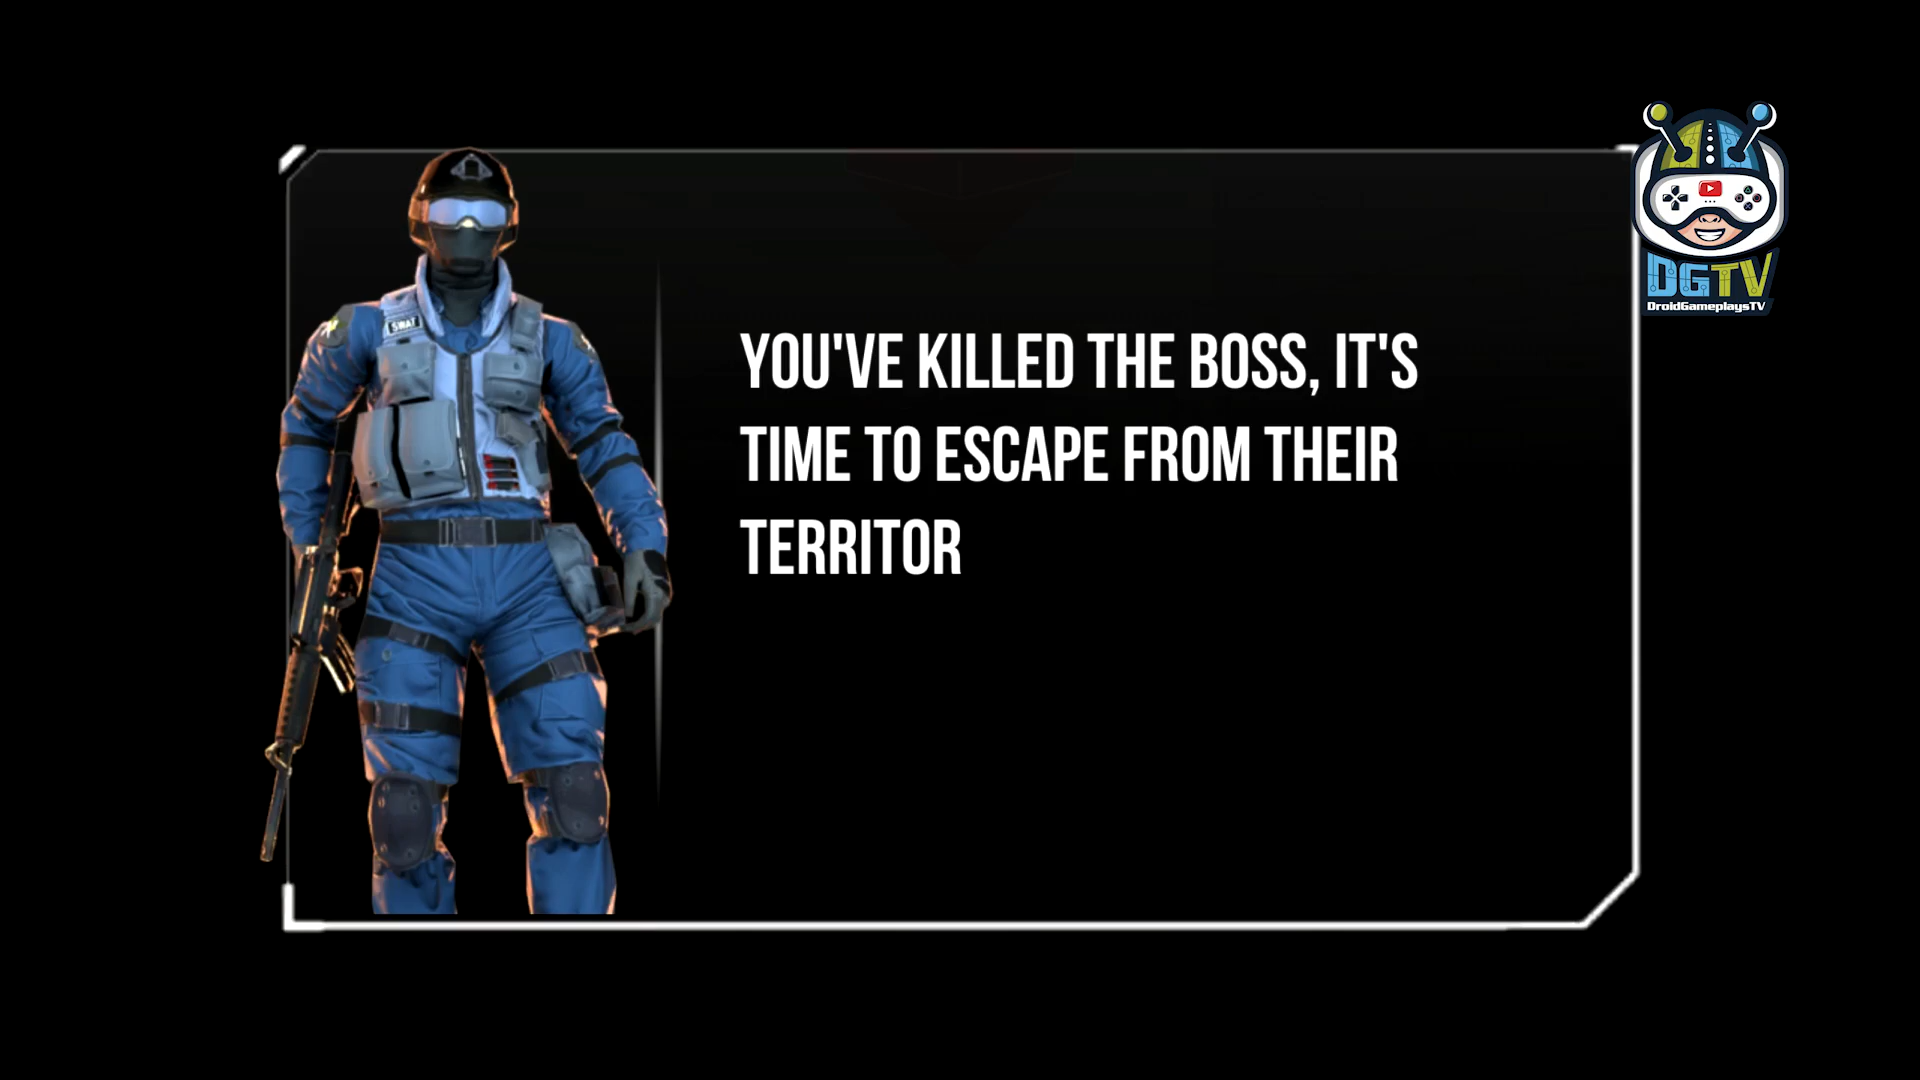 SWAT
YOU'VE KILLED THE BOSS, IT'S
TIME TO ESCAPE FROM THEIR
TERRITOR
DGTV
DroidGameplaysTV